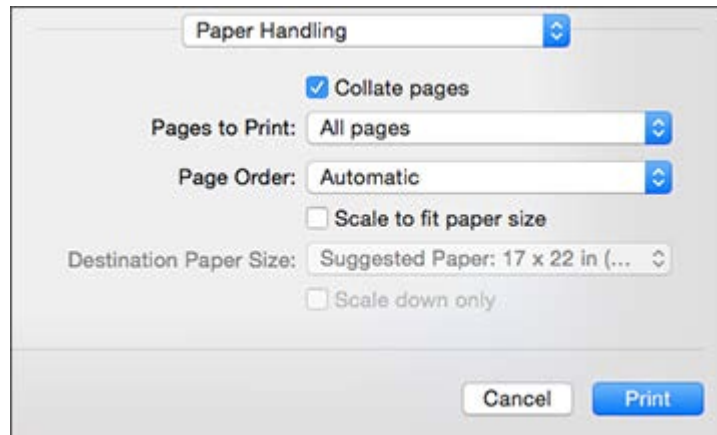 Paper Handling
Collate pages
Pages to Print: All pages
Page Order: Automatic
Scale to fit paper size
Destination Paper Size: Suggested Paper: 17 x 22 in (...
Scale down only
Cancel Print